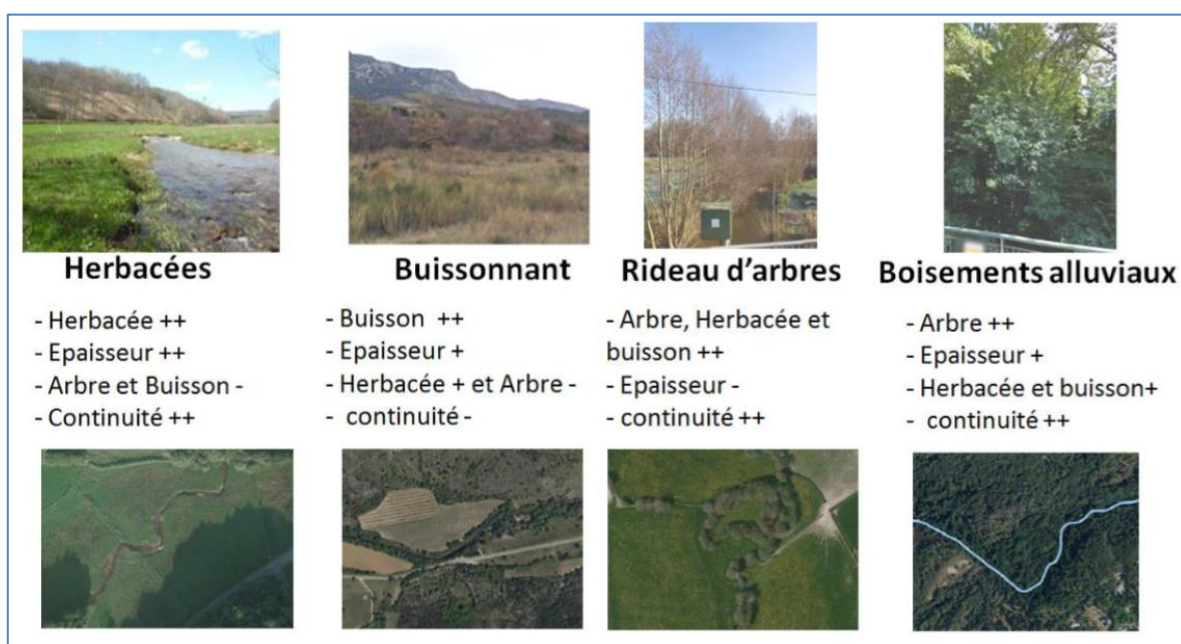 Herbacées
- Herbacée ++
- Epaisseur ++
- Arbre et Buisson -
- Continuité ++
Buissonnant
- Buisson ++
- Epaisseur +
- Herbacée + et Arbre -
- continuité -
Rideau d'arbres
- Arbre, Herbacée et
buisson ++
- Epaisseur -
- continuité ++
Boisements alluviaux
- Arbre ++
- Epaisseur +
- Herbacée et buisson+
- continuité ++